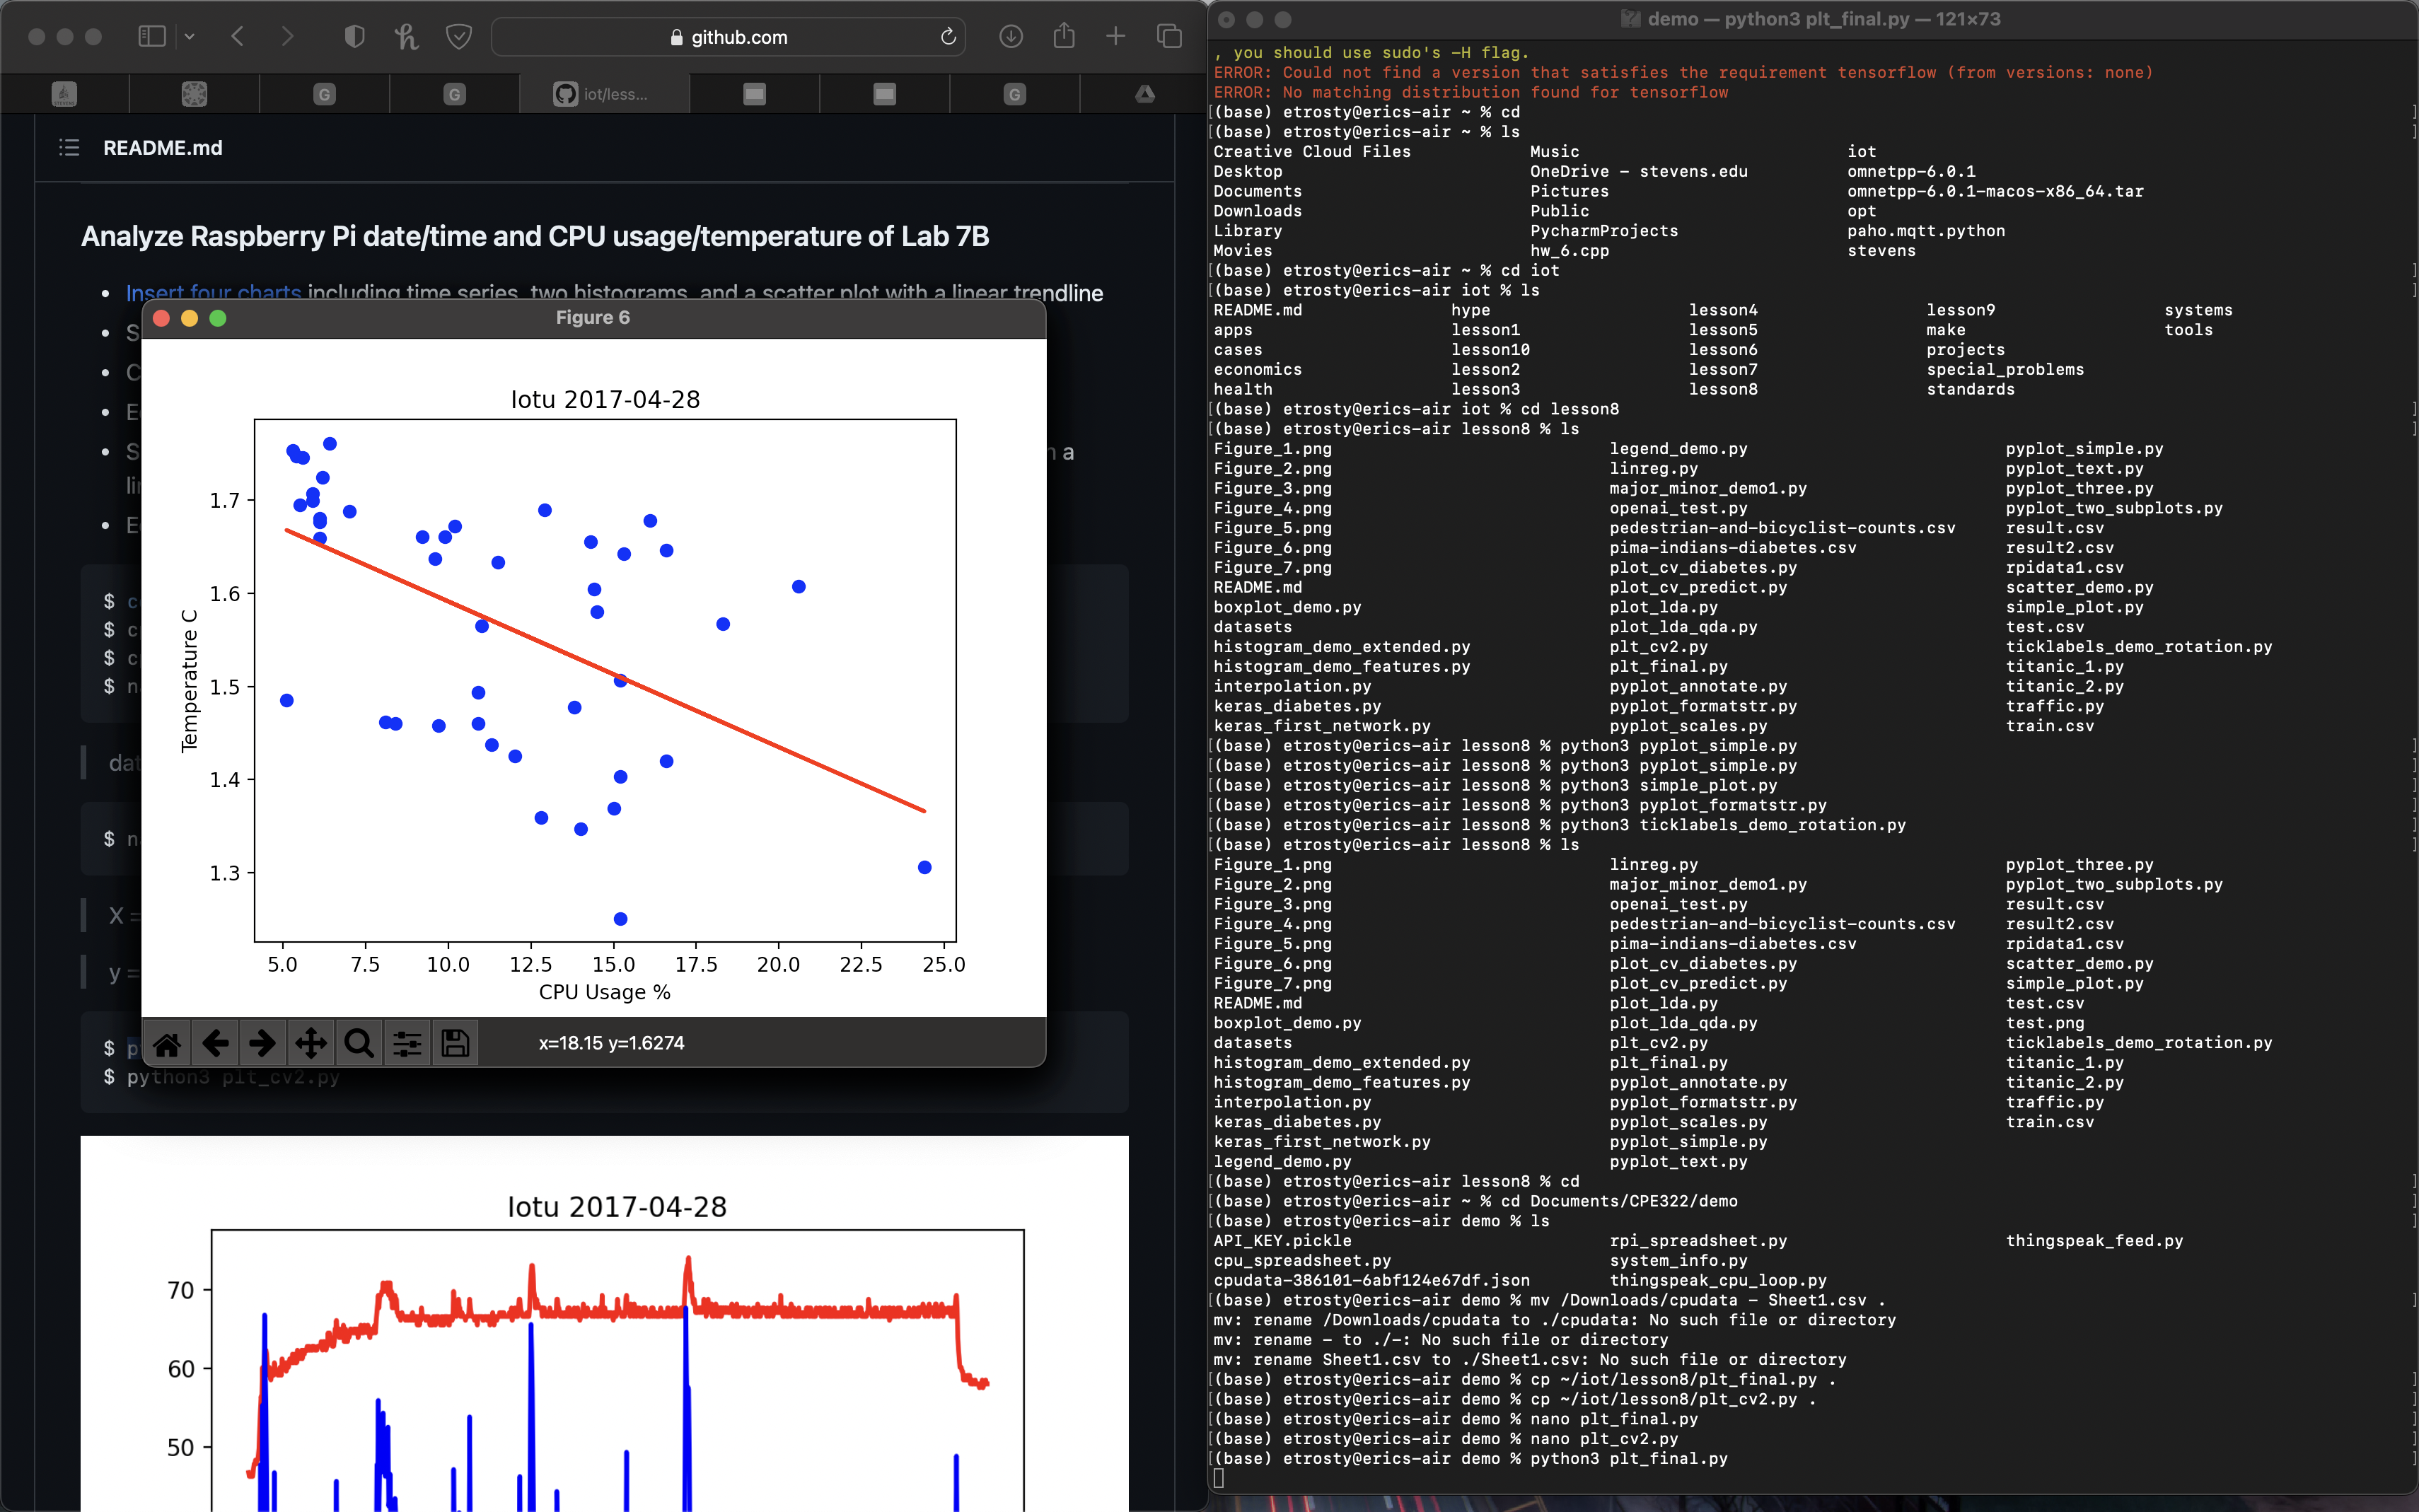 github.com
iot/less...
README.md
Analyze Raspberry Pi date/time and CPU usage/temperature of Lab 7B
Insert four charts including time series, two histograms, and a scatter plot with a linear trendline
Figure 6
Iotu 2017-04-28
Temperature C
1.7
1.6
1.5
1.4
1.3
5.0 7.5 10.0 12.5 15.0 17.5 20.0 22.5 25.0
CPU Usage %
x=18.15 y=1.6274
$ python3 plt_cv2.py
Iotu 2017-04-28
70
60
50
demo — python3 plt_final.py — 121×73
, you should use sudo's -H flag.
ERROR: Could not find a version that satisfies the requirement tensorflow (from versions: none)
ERROR: No matching distribution found for tensorflow
[(base) etrosty@erics-air ~ % cd ]
[(base) etrosty@erics-air ~ % ls ]
Creative Cloud Files Music iot
Desktop OneDrive - stevens.edu omnetpp-6.0.1
Documents Pictures omnetpp-6.0.1-macos-x86_64.tar
Downloads Public opt
Library PycharmProjects paho.mqtt.python
Movies hw_6.cpp stevens
[(base) etrosty@erics-air ~ % cd iot ]
[(base) etrosty@erics-air iot % ls ]
README.md hype lesson4 lesson9 systems
apps lesson1 lesson5 make tools
cases lesson10 lesson6 projects
economics lesson2 lesson7 special_problems
health lesson3 lesson8 standards
[(base) etrosty@erics-air iot % cd lesson8 ]
[(base) etrosty@erics-air lesson8 % ls ]
Figure_1.png legend_demo.py pyplot_simple.py
Figure_2.png linreg.py pyplot_text.py
Figure_3.png major_minor_demo1.py pyplot_three.py
Figure_4.png openai_test.py pyplot_two_subplots.py
Figure_5.png pedestrian-and-bicyclist-counts.csv result.csv
Figure_6.png pima-indians-diabetes.csv result2.csv
Figure_7.png plot_cv_diabetes.py rpidata1.csv
README.md plot_cv_predict.py scatter_demo.py
boxplot_demo.py plot_lda.py simple_plot.py
datasets plot_lda_qda.py test.csv
histogram_demo_extended.py plt_cv2.py ticklabels_demo_rotation.py
histogram_demo_features.py plt_final.py titanic_1.py
interpolation.py pyplot_annotate.py titanic_2.py
keras_diabetes.py pyplot_formatstr.py traffic.py
keras_first_network.py pyplot_scales.py train.csv
[(base) etrosty@erics-air lesson8 % python3 pyplot_simple.py ]
[(base) etrosty@erics-air lesson8 % python3 pyplot_simple.py ]
[(base) etrosty@erics-air lesson8 % python3 simple_plot.py ]
[(base) etrosty@erics-air lesson8 % python3 pyplot_formatstr.py ]
[(base) etrosty@erics-air lesson8 % python3 ticklabels_demo_rotation.py ]
[(base) etrosty@erics-air lesson8 % ls ]
Figure_1.png linreg.py pyplot_three.py
Figure_2.png major_minor_demo1.py pyplot_two_subplots.py
Figure_3.png openai_test.py result.csv
Figure_4.png pedestrian-and-bicyclist-counts.csv result2.csv
Figure_5.png pima-indians-diabetes.csv rpidata1.csv
Figure_6.png plot_cv_diabetes.py scatter_demo.py
Figure_7.png plot_cv_predict.py simple_plot.py
README.md plot_lda.py test.csv
boxplot_demo.py plot_lda_qda.py test.png
datasets plt_cv2.py ticklabels_demo_rotation.py
histogram_demo_extended.py plt_final.py titanic_1.py
histogram_demo_features.py pyplot_annotate.py titanic_2.py
interpolation.py pyplot_formatstr.py traffic.py
keras_diabetes.py pyplot_scales.py train.csv
keras_first_network.py pyplot_simple.py
legend_demo.py pyplot_text.py
[(base) etrosty@erics-air lesson8 % cd ]
[(base) etrosty@erics-air ~ % cd Documents/CPE322/demo ]
[(base) etrosty@erics-air demo % ls ]
API_KEY.pickle rpi_spreadsheet.py thingspeak_feed.py
cpu_spreadsheet.py system_info.py
cpudata-386101-6abf124e67df.json thingspeak_cpu_loop.py
[(base) etrosty@erics-air demo % mv /Downloads/cpudata - Sheet1.csv . ]
mv: rename /Downloads/cpudata to ./cpudata: No such file or directory
mv: rename - to ./-: No such file or directory
mv: rename Sheet1.csv to ./Sheet1.csv: No such file or directory
[(base) etrosty@erics-air demo % cp ~/iot/lesson8/plt_final.py . ]
[(base) etrosty@erics-air demo % cp ~/iot/lesson8/plt_cv2.py . ]
[(base) etrosty@erics-air demo % nano plt_final.py ]
[(base) etrosty@erics-air demo % nano plt_cv2.py ]
[(base) etrosty@erics-air demo % python3 plt_final.py ]